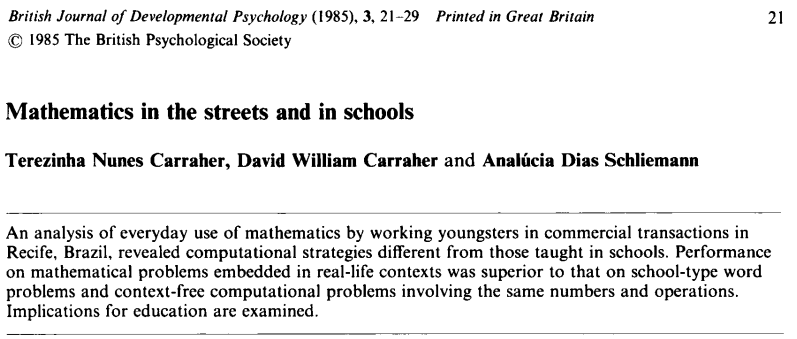 British Journal of Developmental Psychology (1985), 3, 21–29 Printed in Great Britain 21
© 1985 The British Psychological Society
Mathematics in the streets and in schools
Terezinha Nunes Carraher, David William Carraher and Analúcia Dias Schliemann
An analysis of everyday use of mathematics by working youngsters in commercial transactions in
Recife, Brazil, revealed computational strategies different from those taught in schools. Performance
on mathematical problems embedded in real-life contexts was superior to that on school-type word
problems and context-free computational problems involving the same numbers and operations.
Implications for education are examined.